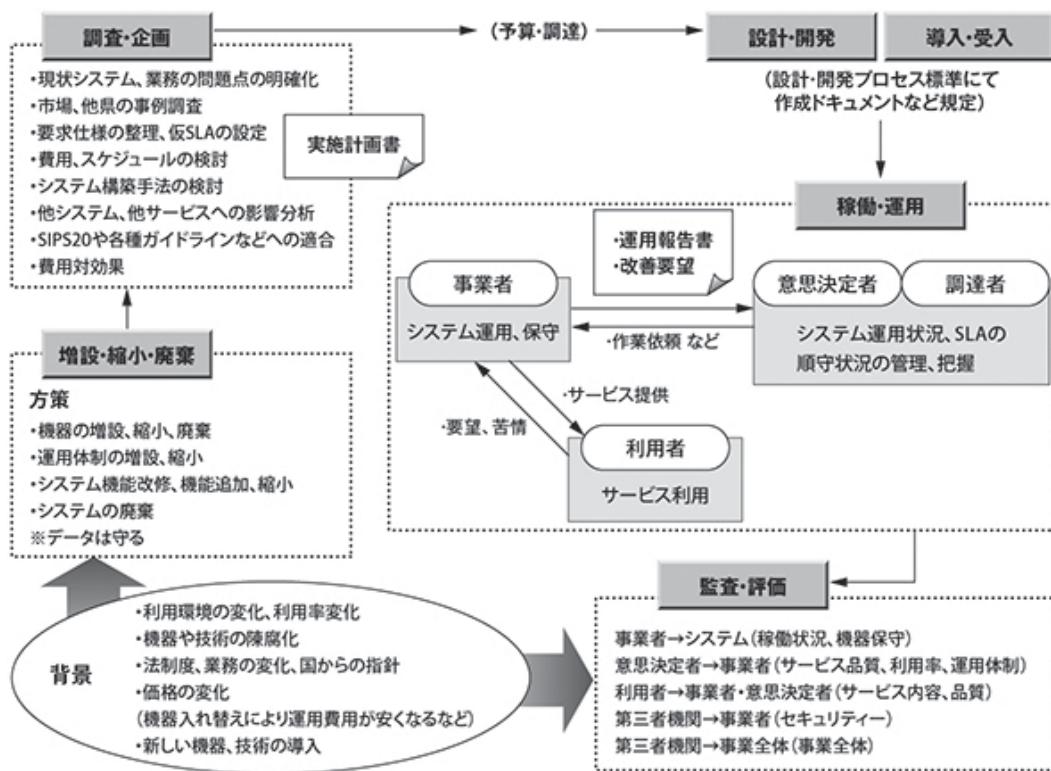 調査・企画
(予算・調達)
設計・開発
導入・受入
(設計・開発プロセス標準にて
作成ドキュメントなど規定)
・現状システム、業務の問題点の明確化
・市場、他県の事例調査
・要求仕様の整理、仮SLAの設定
・費用、スケジュールの検討
・システム構築手法の検討
・他システム、他サービスへの影響分析
・SIPS20や各種ガイドラインなどへの適合
・費用対効果
実施計画書
稼働・運用
・運用報告書
・改善要望
事業者
システム運用、保守
意思決定者
調達者
システム運用状況、SLAの
順守状況の管理、把握
・作業依頼 など
・サービス提供
・要望、苦情
利用者
サービス利用
増設・縮小・廃棄
方策
・機器の増設、縮小、廃棄
・運用体制の増設、縮小
・システム機能改修、機能追加、縮小
・システムの廃棄
※データは守る
背景
・利用環境の変化、利用率変化
・機器や技術の陳腐化
・法制度、業務の変化、国からの指針
・価格の変化
(機器入れ替えにより運用費用が安くなるなど)
・新しい機器、技術の導入
監査・評価
事業者→システム(稼働状況、機器保守)
意思決定者→事業者(サービス品質、利用率、運用体制)
利用者→事業者・意思決定者(サービス内容、品質)
第三者機関→事業者(セキュリティー)
第三者機関→事業全体(事業全体)